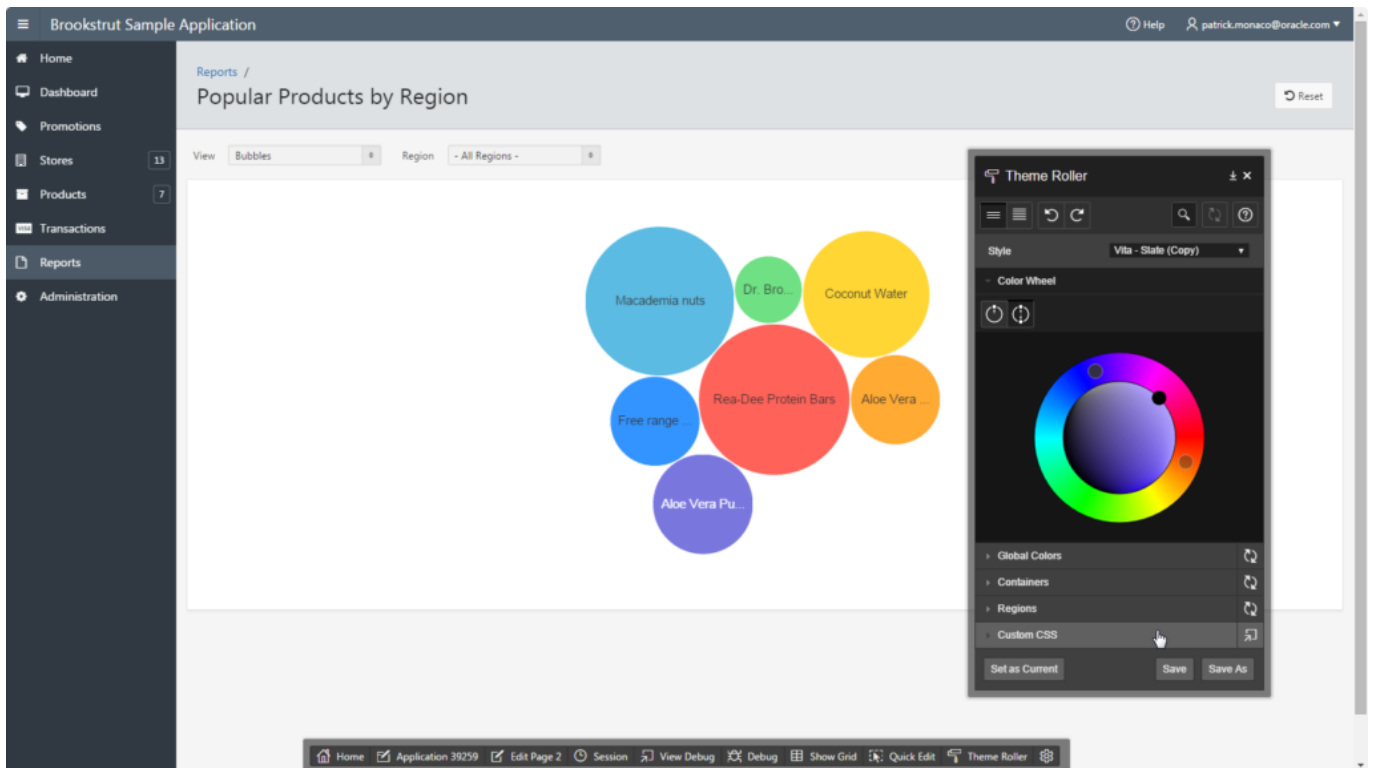 Brookstrut Sample Application
Help
patrick.monaco@oracle.com
Home
Dashboard
Promotions
Stores 13
Products 7
Transactions
Reports
Administration
Reports /
Popular Products by Region
Reset
View Bubbles Region - All Regions -
Macademia nuts
Dr. Bro...
Coconut Water
Rea-Dee Protein Bars
Aloe Vera ...
Free range ...
Aloe Vera Pu...
Theme Roller
Style Vita - Slate (Copy)
Color Wheel
Global Colors
Containers
Regions
Custom CSS
Set as Current Save Save As
Home Application 39259 Edit Page 2 Session View Debug Debug Show Grid Quick Edit Theme Roller